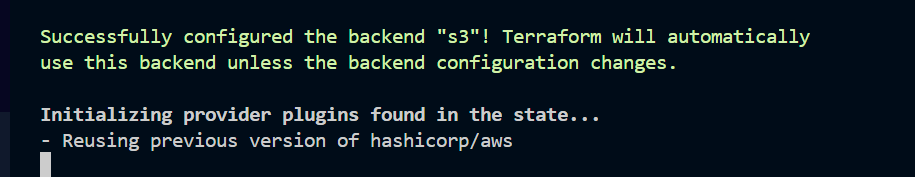 Successfully configured the backend "s3"! Terraform will automatically
use this backend unless the backend configuration changes.
Initializing provider plugins found in the state...
- Reusing previous version of hashicorp/aws